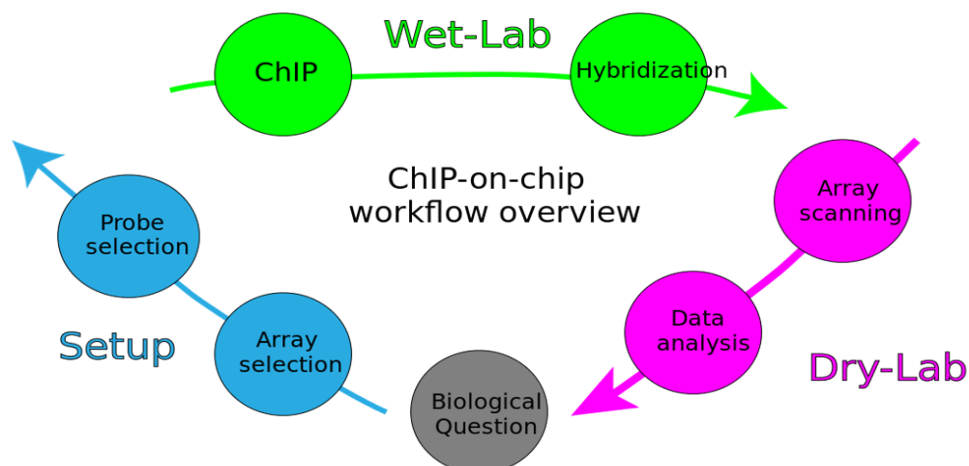 Wet-Lab
ChIP
Hybridization
ChIP-on-chip
workflow overview
Array
scanning
Probe
selection
Data
analysis
Setup
Array
selection
Dry-Lab
Biological
Question